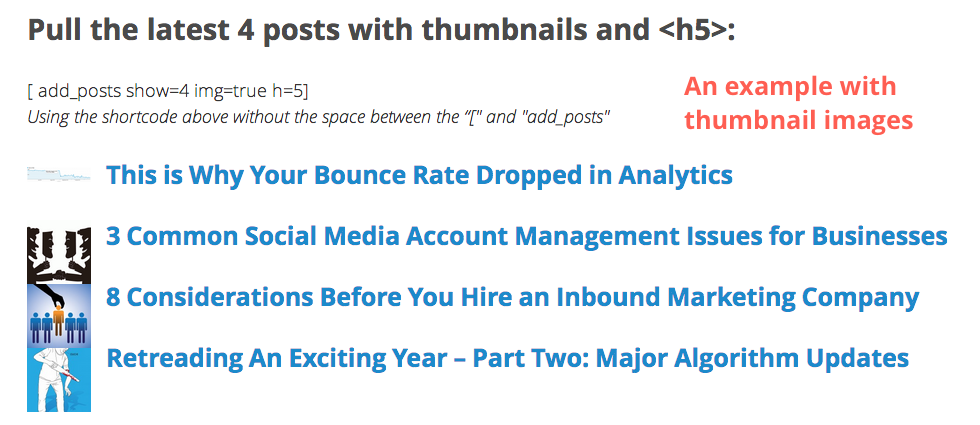 Pull the latest 4 posts with thumbnails and <h5>:
[ add_posts show=4 img=true h=5]
Using the shortcode above without the space between the “[" and "add_posts"
An example with
thumbnail images
This is Why Your Bounce Rate Dropped in Analytics
3 Common Social Media Account Management Issues for Businesses
8 Considerations Before You Hire an Inbound Marketing Company
Retreading An Exciting Year – Part Two: Major Algorithm Updates